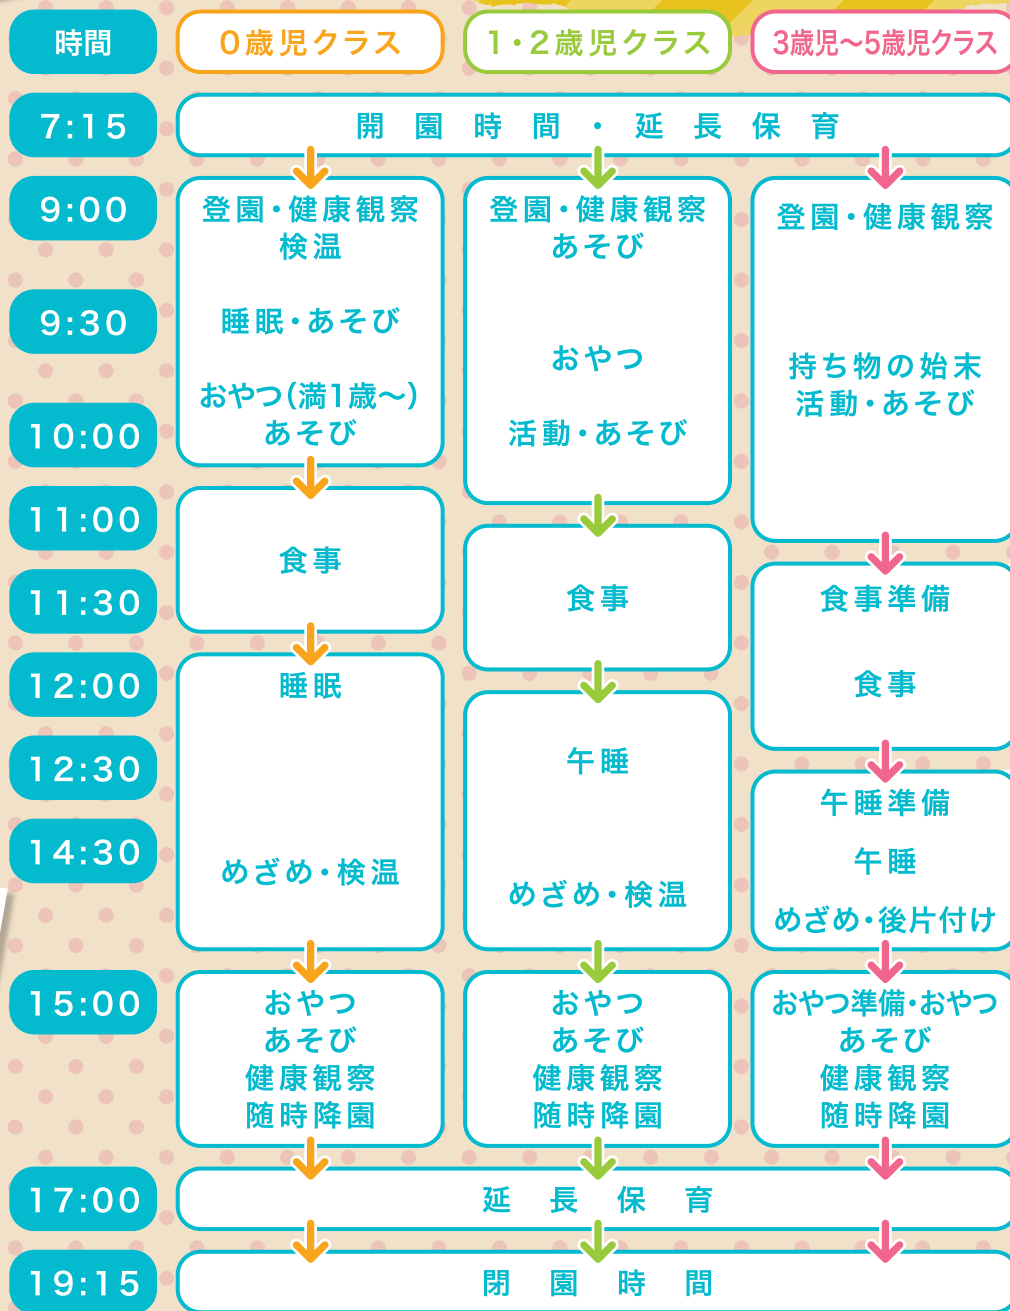 時間
0歳児クラス
1・2歳児クラス
3歳児〜5歳児クラス
7:15
開園時間・延長保育
9:00
9:30
10:00
11:00
11:30
12:00
12:30
14:30
15:00
17:00
19:15
登園・健康観察
検温
睡眠・あそび
おやつ(満1歳〜)
あそび
食事
睡眠
めざめ・検温
おやつ
あそび
健康観察
随時降園
登園・健康観察
あそび
おやつ
活動・あそび
食事
午睡
めざめ・検温
おやつ
あそび
健康観察
随時降園
登園・健康観察
持ち物の始末
活動・あそび
食事準備
食事
午睡準備
午睡
めざめ・後片付け
おやつ準備・おやつ
あそび
健康観察
随時降園
延長保育
閉園時間